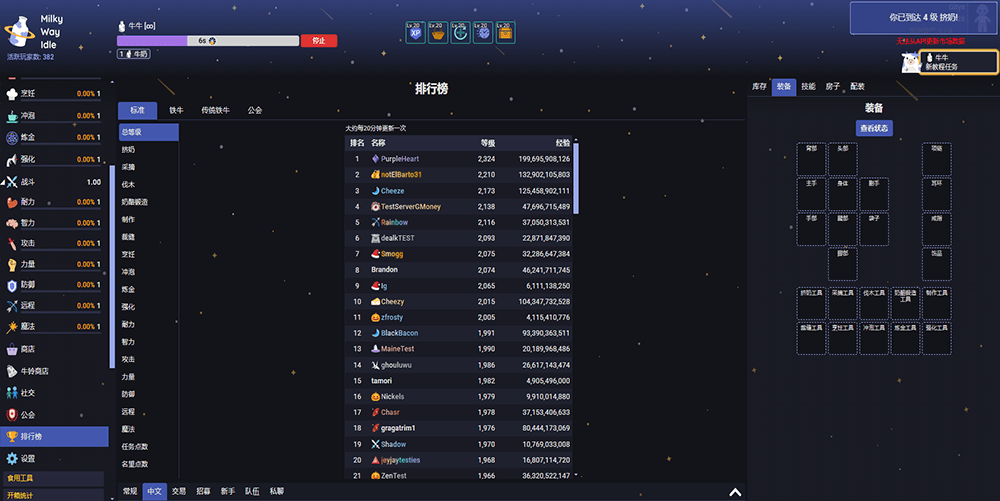 Milky
Way
Idle
活跃玩家数: 382
牛牛 [∞]
6s
停止
1 牛奶
Lv.20
Lv.20
Lv.20
Lv.20
Lv.20
XP
你已到达 4 级 挤奶!
无法从API更新市场数据
牛牛
新教程任务
烹饪 0.00% 1
冲泡 0.00% 1
炼金 0.00% 1
强化 0.00% 1
战斗 1.00
耐力 0.00% 1
智力 0.00% 1
攻击 0.00% 1
力量 0.00% 1
防御 0.00% 1
远程 0.00% 1
魔法 0.00% 1
商店
牛铃商店
社交
公会
排行榜
设置
食用工具
开箱统计
排行榜
标准 铁牛 传统铁牛 公会
总等级
挤奶
采摘
伐木
奶酪锻造
制作
裁缝
烹饪
冲泡
炼金
强化
耐力
智力
攻击
力量
防御
远程
魔法
任务点数
名望点数
大约每20分钟更新一次
排名 名称 等级 经验
1 PurpleHeart 2,324 199,695,908,126
2 notElBarto31 2,210 132,902,105,803
3 Cheeze 2,173 125,458,902,111
4 TestServerGMoney 2,138 47,696,715,489
5 Rainbow 2,116 37,050,313,531
6 dealkTEST 2,093 22,871,847,390
7 Smogg 2,075 32,286,647,384
8 Brandon 2,074 46,241,711,745
9 Ig 2,065 6,111,138,250
10 Cheezy 2,015 104,347,732,528
11 zfrosty 2,005 4,115,410,776
12 BlackBacon 1,991 93,390,363,511
13 MaineTest 1,990 20,189,968,486
14 ghouluwu 1,986 26,617,143,474
15 tamori 1,982 4,905,495,000
16 Nickels 1,979 9,910,014,880
17 Chasr 1,978 37,153,406,633
18 gragatrim1 1,976 80,444,173,069
19 Shadow 1,970 10,769,033,008
20 jeyjaytesties 1,968 16,807,114,720
21 ZenTest 1,966 36,320,522,147
常规 中文 交易 招募 新手 队伍 私聊
库存 装备 技能 房子 配装
装备
查看状态
背部 头部 项链
主手 身体 副手 耳环
手部 腿部 袋子 戒指
脚部 饰品
挤奶工具 采摘工具 伐木工具 奶酪锻造工具 制作工具
裁缝工具 烹饪工具 冲泡工具 炼金工具 强化工具